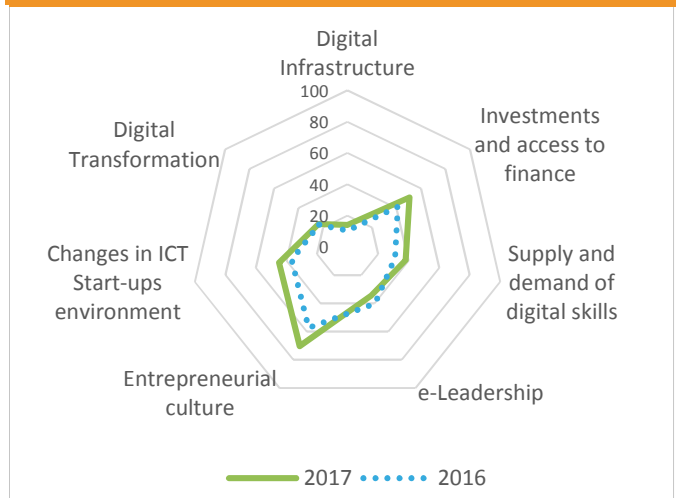 Digital
Infrastructure
100
80
60
40
20
0
Investments
and access to
finance
Supply and
demand of
digital skills
e-Leadership
Entrepreneurial
culture
Changes in ICT
Start-ups
environment
Digital
Transformation
2017
2016